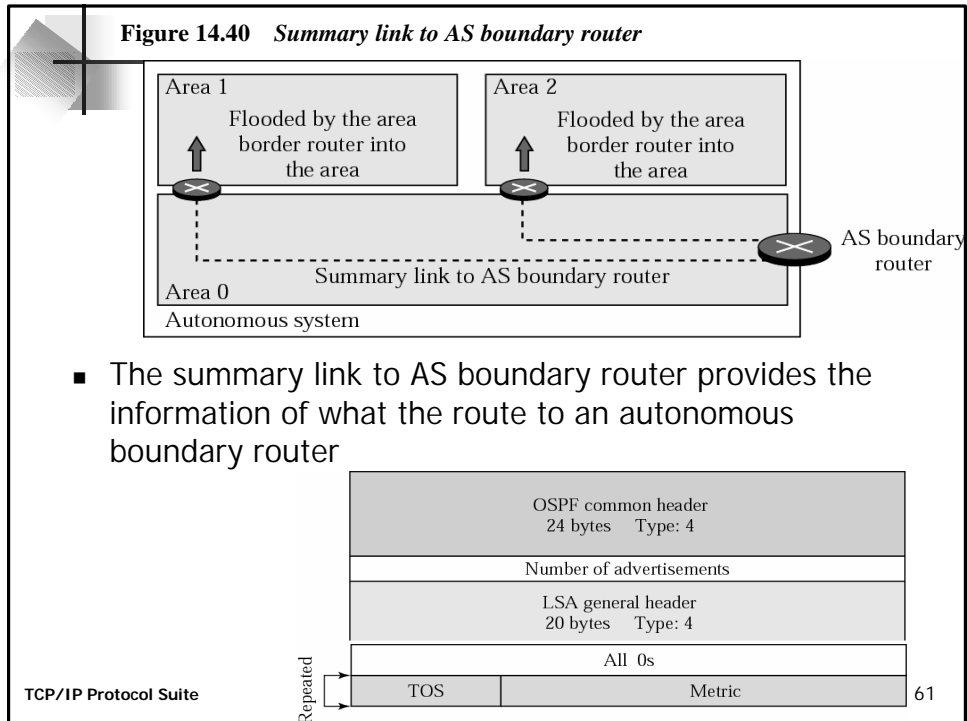 Figure 14.40 Summary link to AS boundary router
Area 1
Flooded by the area
border router into
the area
Area 2
Flooded by the area
border router into
the area
AS boundary
router
Summary link to AS boundary router
Area 0
Autonomous system
■ The summary link to AS boundary router provides the
information of what the route to an autonomous
boundary router
OSPF common header
24 bytes Type: 4
Number of advertisements
LSA general header
20 bytes Type: 4
All 0s
Repeated
TOS Metric
TCP/IP Protocol Suite
61